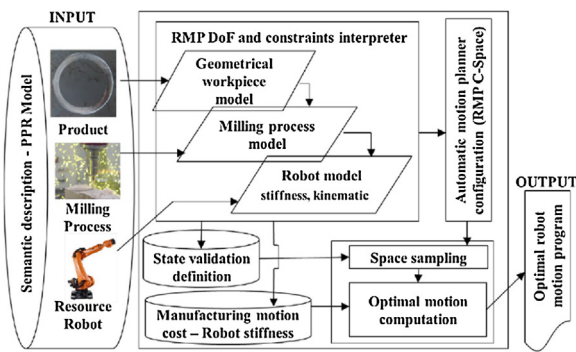 INPUT
Semantic description - PPR Model
Product
Milling
Process
Resource
Robot
RMP DoF and constraints interpreter
Geometrical
workpiece
model
Milling process
model
Robot model
stiffness, kinematic
Automatic motion planner
configuration (RMP C-Space)
State validation
definition
Manufacturing motion
cost – Robot stiffness
Space sampling
Optimal motion
computation
OUTPUT
Optimal robot
motion program